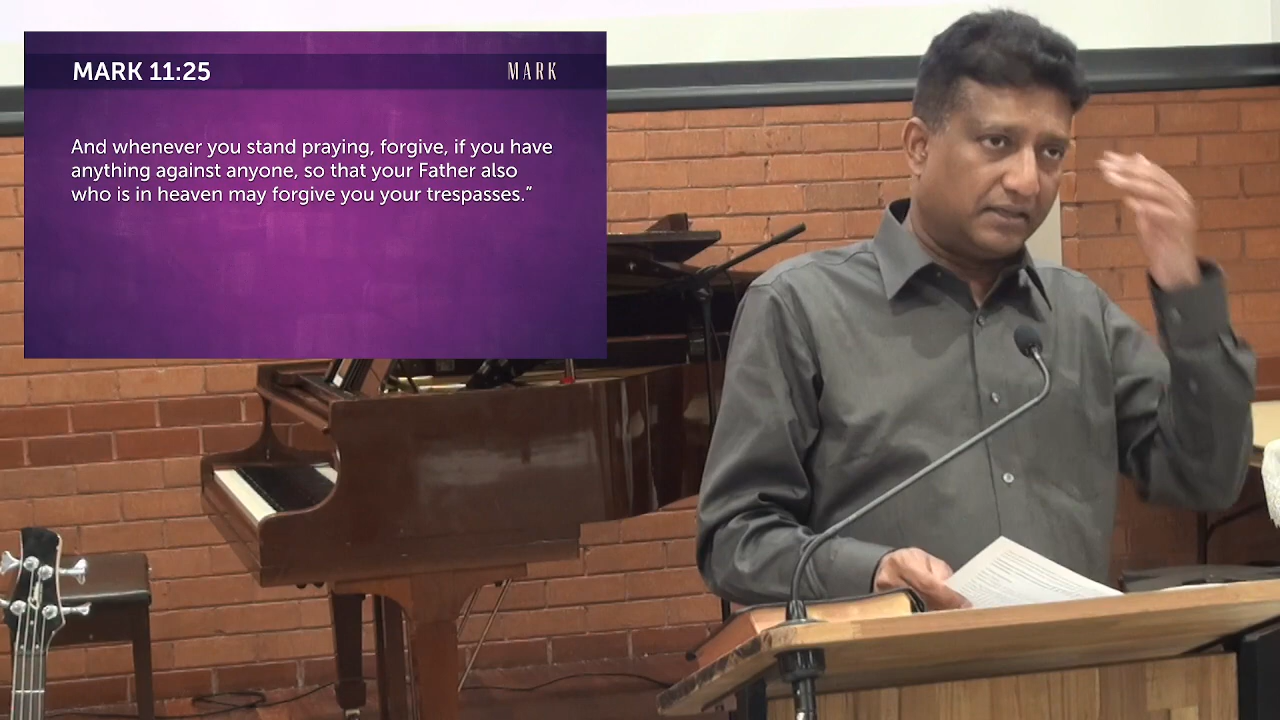 MARK 11:25
MARK
And whenever you stand praying, forgive, if you have
anything against anyone, so that your Father also
who is in heaven may forgive you your trespasses.”